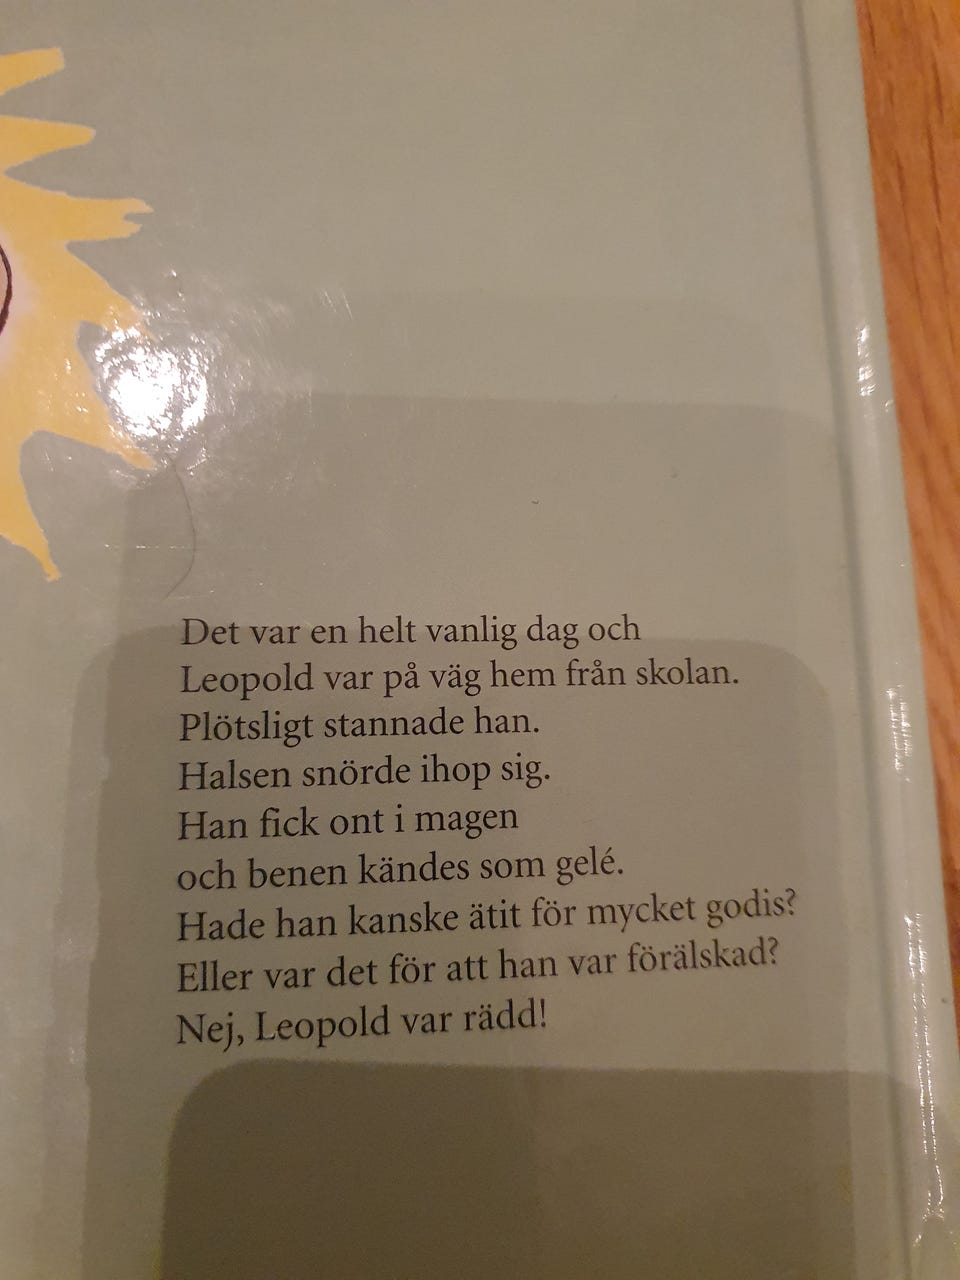 Det var en helt vanlig dag och
Leopold var på väg hem från skolan.
Plötsligt stannade han.
Halsen snörde ihop sig.
Han fick ont i magen
och benen kändes som gelé.
Hade han kanske ätit för mycket godis?
Eller var det för att han var förälskad?
Nej, Leopold var rädd!